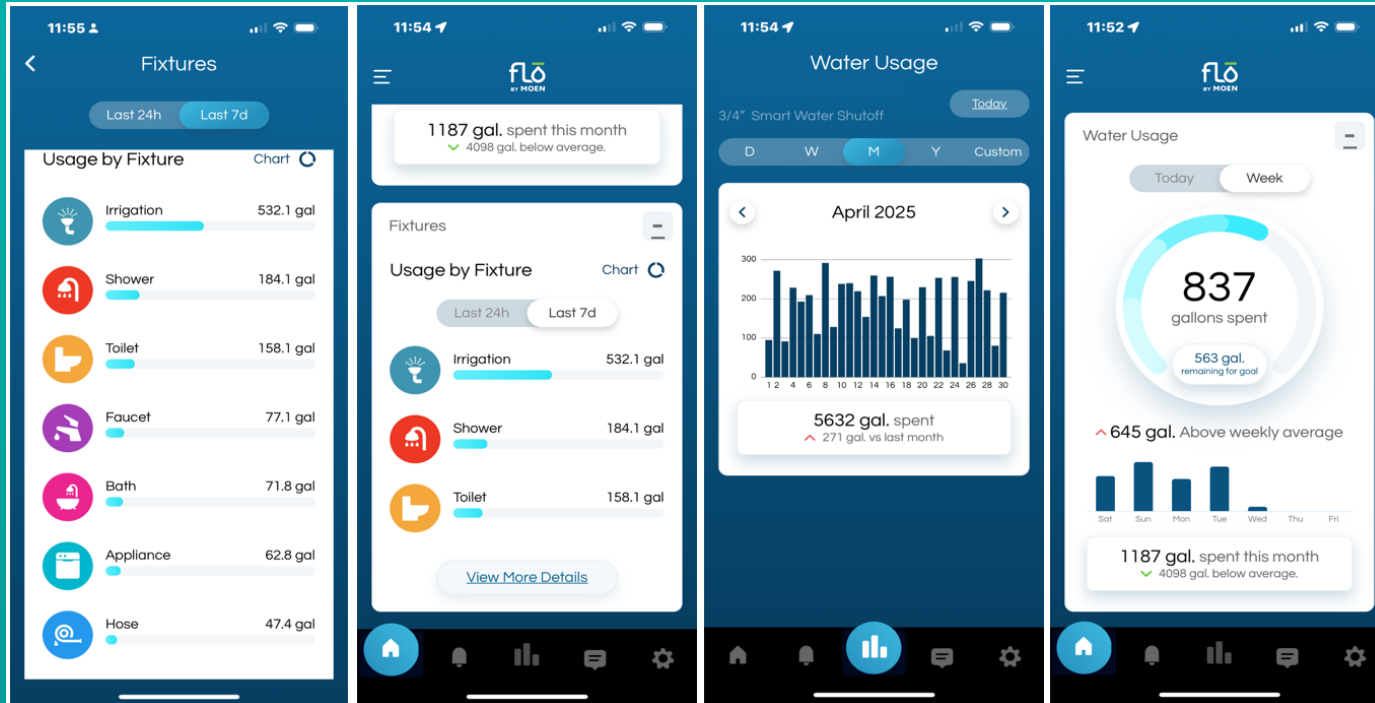 11:55
Fixtures
Last 24h Last 7d
Usage by Fixture Chart
Irrigation 532.1 gal
Shower 184.1 gal
Toilet 158.1 gal
Faucet 77.1 gal
Bath 71.8 gal
Appliance 62.8 gal
Hose 47.4 gal
11:54
flō
BY MOEN
1187 gal. spent this month
4098 gal. below average.
Fixtures
Usage by Fixture Chart
Last 24h Last 7d
Irrigation 532.1 gal
Shower 184.1 gal
Toilet 158.1 gal
View More Details
11:54
Water Usage
Today
3/4" Smart Water Shutoff
D W M Y Custom
April 2025
300
200
100
0
1 2 4 6 8 10 12 14 16 18 20 22 24 26 28 30
5632 gal. spent
271 gal. vs last month
11:52
flō
BY MOEN
Water Usage
Today Week
837
gallons spent
563 gal.
remaining for goal
645 gal. Above weekly average
Sat Sun Mon Tue Wed Thu Fri
1187 gal. spent this month
4098 gal. below average.